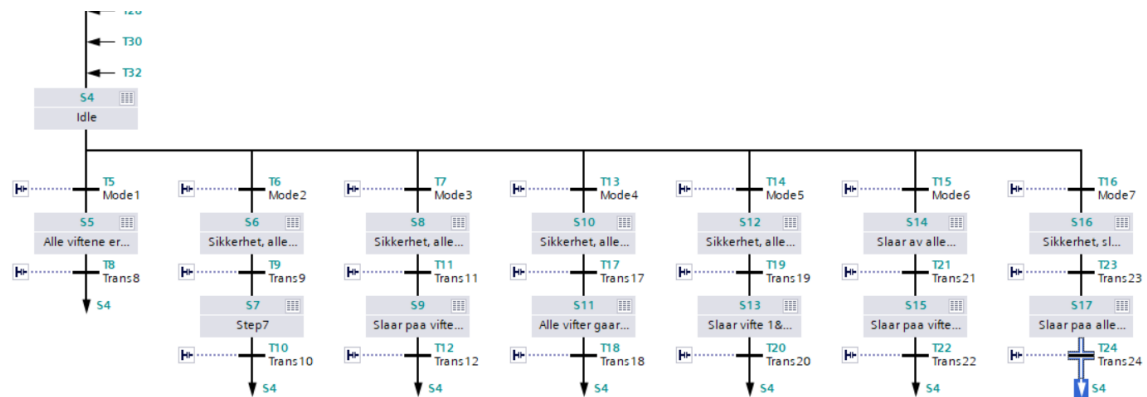 T30
T32
S4
Idle
T5
Mode1
T6
Mode2
T7
Mode3
T13
Mode4
T14
Mode5
T15
Mode6
T16
Mode7
S5
Alle viftene er...
S6
Sikkerhet, alle...
S8
Sikkerhet, alle...
S10
Sikkerhet, alle...
S12
Sikkerhet, alle...
S14
Slaar av alle...
S16
Sikkerhet, sl...
T8
Trans8
T9
Trans9
T11
Trans11
T17
Trans17
T19
Trans19
T21
Trans21
T23
Trans23
S4
S7
Step7
S9
Slaar paa vifte...
S11
Alle vifter gaar...
S13
Slaar vifte 1&...
S15
Slaar paa vifte...
S17
Slaar paa alle...
T10
Trans10
T12
Trans12
T18
Trans18
T20
Trans20
T22
Trans22
T24
Trans24
S4
S4
S4
S4
S4
S4